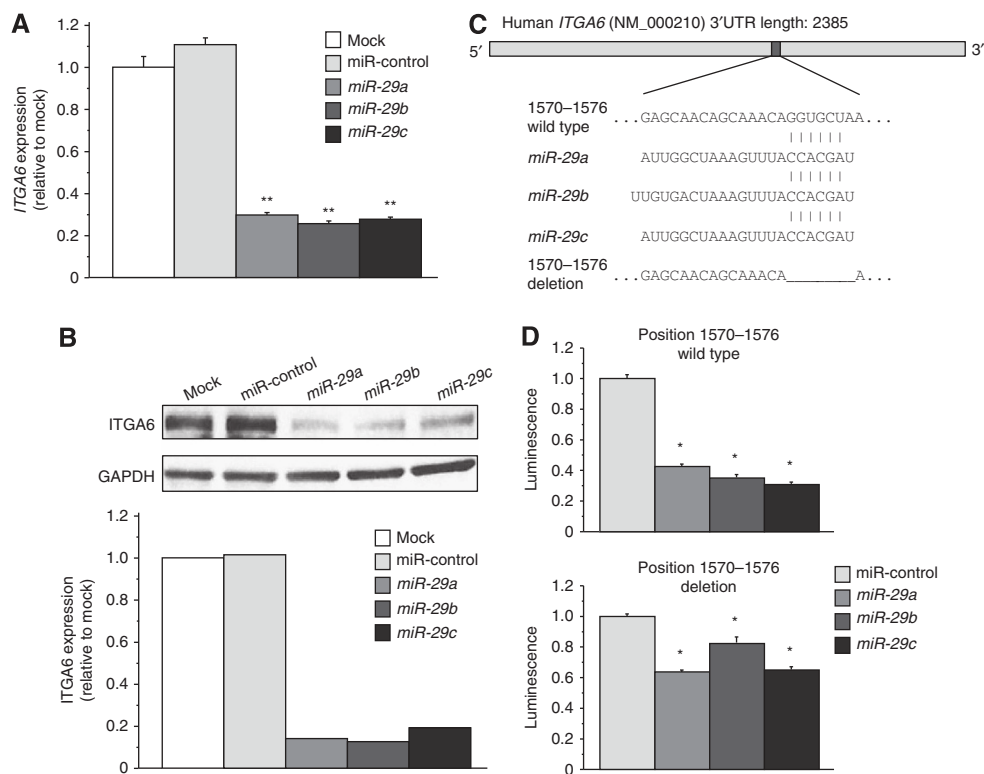 A
ITGA6 expression
(relative to mock)
1.2
1.0
0.8
0.6
0.4
0.2
0
Mock
miR-control
miR-29a
miR-29b
miR-29c
**
**
**
B
Mock
miR-control
miR-29a
miR-29b
miR-29c
ITGA6
GAPDH
ITGA6 expression
(relative to mock)
1.2
1.0
0.8
0.6
0.4
0.2
0
Mock
miR-control
miR-29a
miR-29b
miR-29c
C
Human ITGA6 (NM_000210) 3′UTR length: 2385
5′
3′
1570–1576
wild type
...GAGCAACAGCAAACAGGUGCUAA...
miR-29a
AUUGGCUAAAGUUUACCACGAU
miR-29b
UUGUGACUAAAGUUUACCACGAU
miR-29c
AUUGGCUAAAGUUUACCACGAU
1570–1576
deletion
...GAGCAACAGCAAACA_______A...
D
Position 1570–1576
wild type
Luminescence
1.2
1.0
0.8
0.6
0.4
0.2
0
*
*
*
Position 1570–1576
deletion
Luminescence
1.2
1.0
0.8
0.6
0.4
0.2
0
*
*
*
miR-control
miR-29a
miR-29b
miR-29c